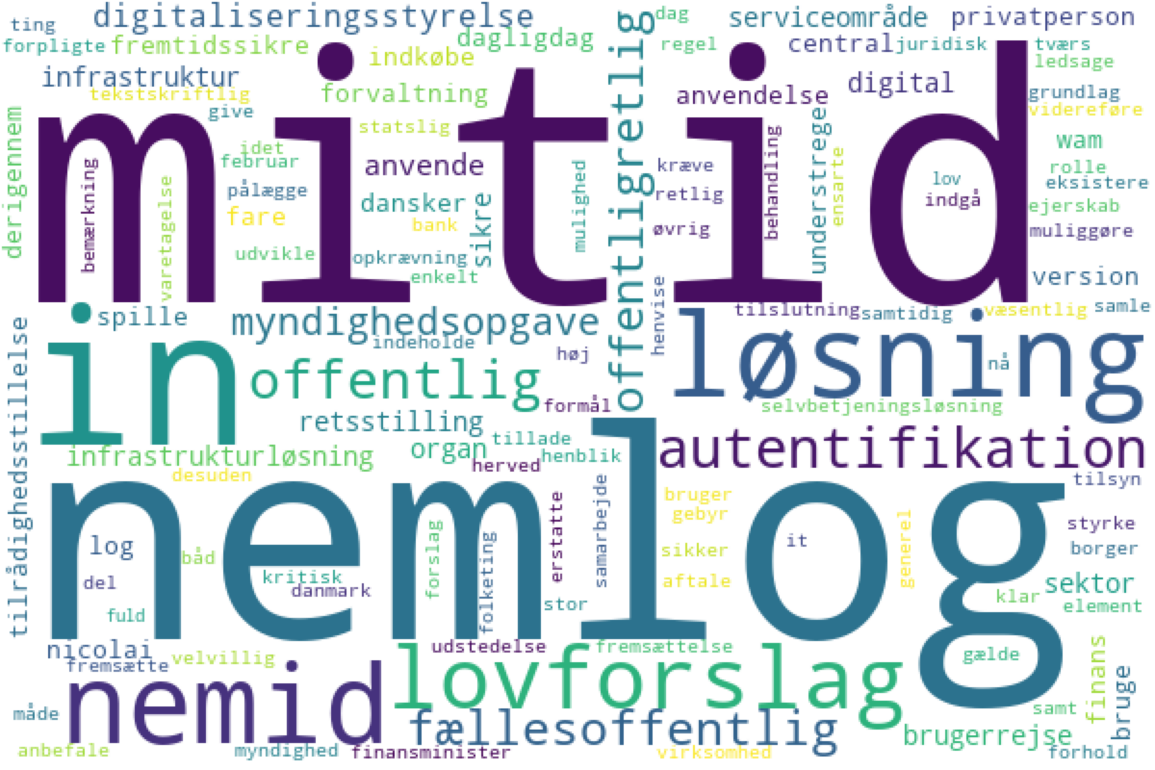 ting
digitaliseringsstyrelse
dag
serviceområde
privatperson
forpligte
fremtidssikre
dagligdag
regel
central
juridisk
tværs
infrastruktur
indkøbe
ledsage
tekstskriftlig
forvaltning
anvendelse
digital
grundlag
give
videreføre
derigennem
mitid
statslig
offentligretlig
understrege
wam
idet
februar
bemærkning
varetagelse
anvende
mulighed
kræve
behandling
ensarte
rolle
pålægge
dansker
retlig
lov
indgå
eksistere
fare
bank
sikre
øvrig
ejerskab
muliggøre
udvikle
opkrævning
enkelt
version
spille
myndighedsopgave
henvise
tilslutning
samtidig
væsentlig
samle
in
indeholde
høj
løsning
nå
tilrådighedsstillelse
offentlig
formål
selvbetjeningsløsning
retsstilling
organ
tillade
henblik
autentifikation
infrastrukturløsning
herved
desuden
tilsyn
nemlog
bruger
gebyr
styrke
log
båd
forslag
folketing
erstatte
samarbejde
sikker
it
generel
borger
del
kritisk
danmark
aftale
sektor
fuld
stor
klar
element
nicolai
fremsætte
velvillig
udstedelse
fremsættelse
gælde
finans
bruge
nemid
lovforslag
måde
fællesoffentlig
samt
brugerrejse
anbefale
myndighed
finansminister
virksomhed
forhold